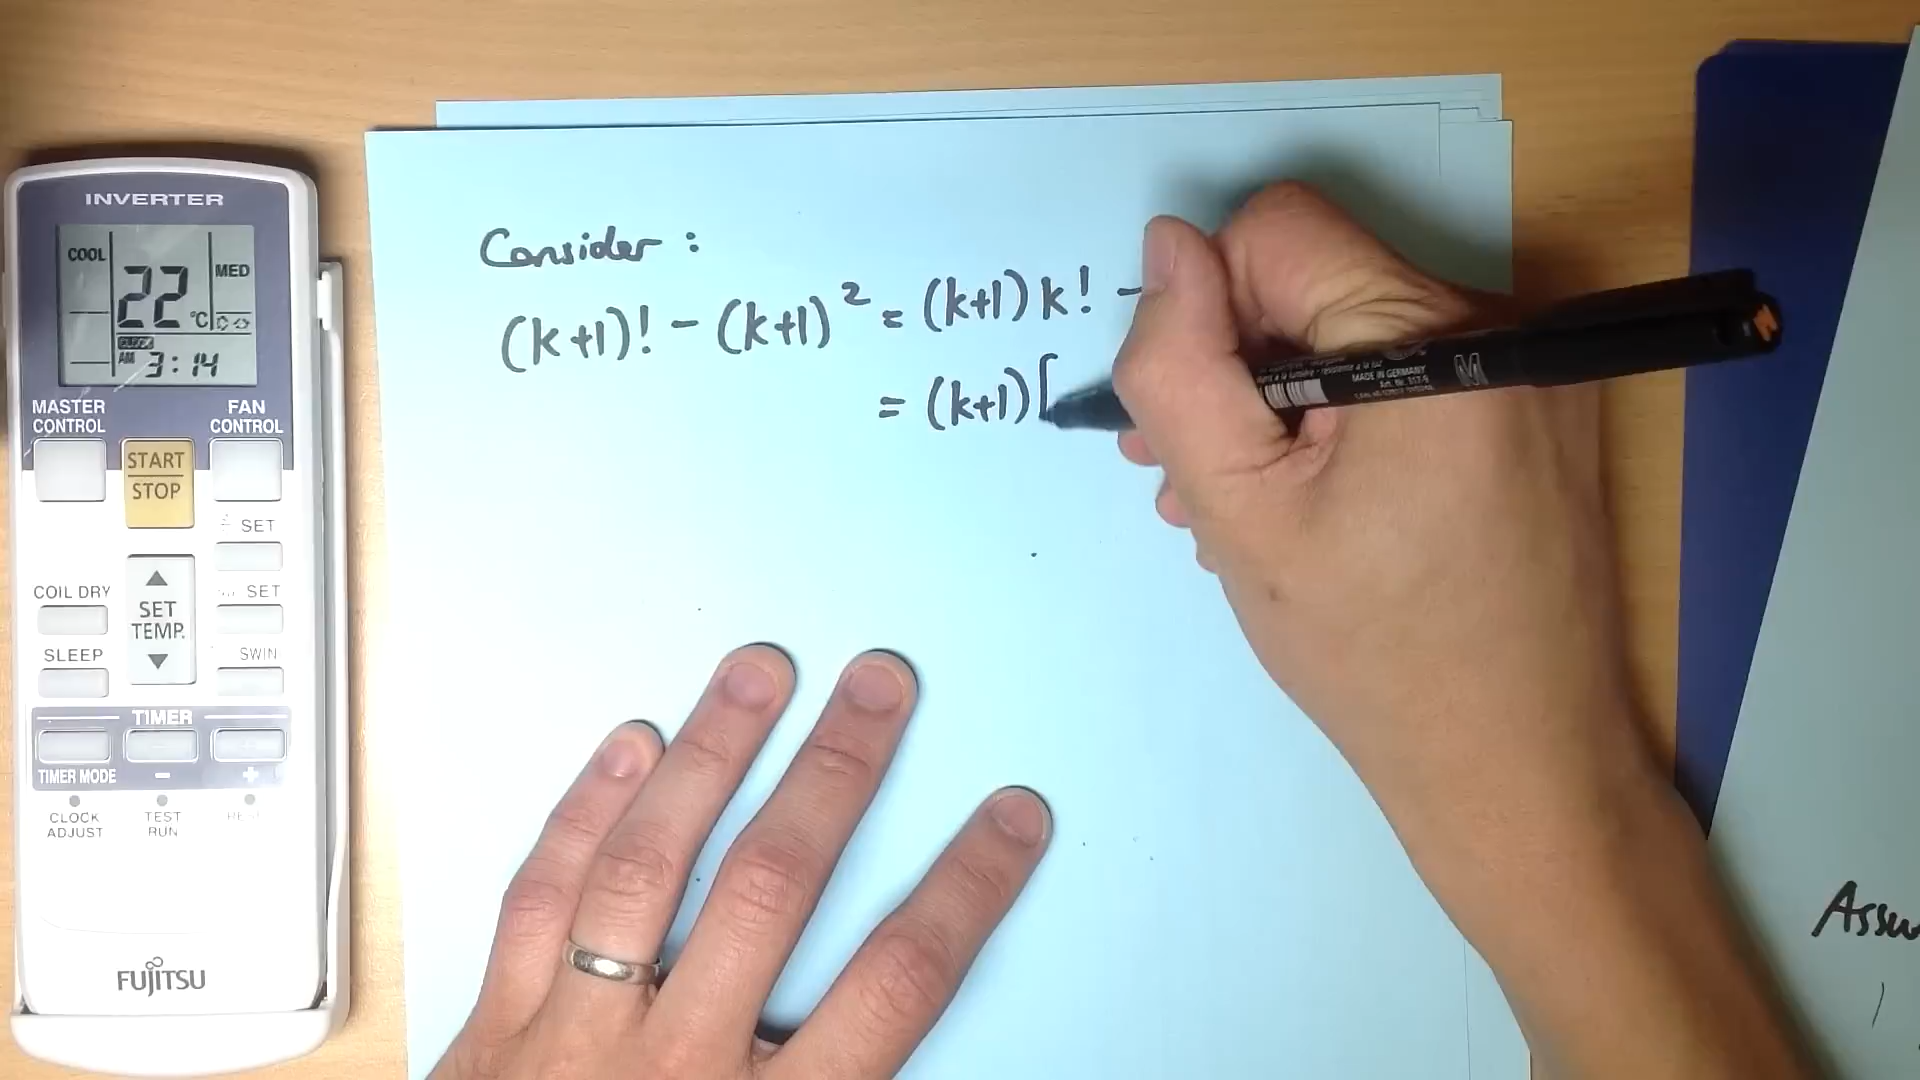 INVERTER
COOL
22 °C
MED
CLOCK
AM 3:14
MASTER CONTROL
FAN CONTROL
START
STOP
SET
COIL DRY
SET TEMP.
SET
SLEEP
SWIN
TIMER
TIMER MODE
-
+
CLOCK ADJUST
TEST RUN
FUJITSU
Consider :
(k+1)! - (k+1)² = (k+1) k! -
= (k+1) [
MADE IN GERMANY
M
Assu